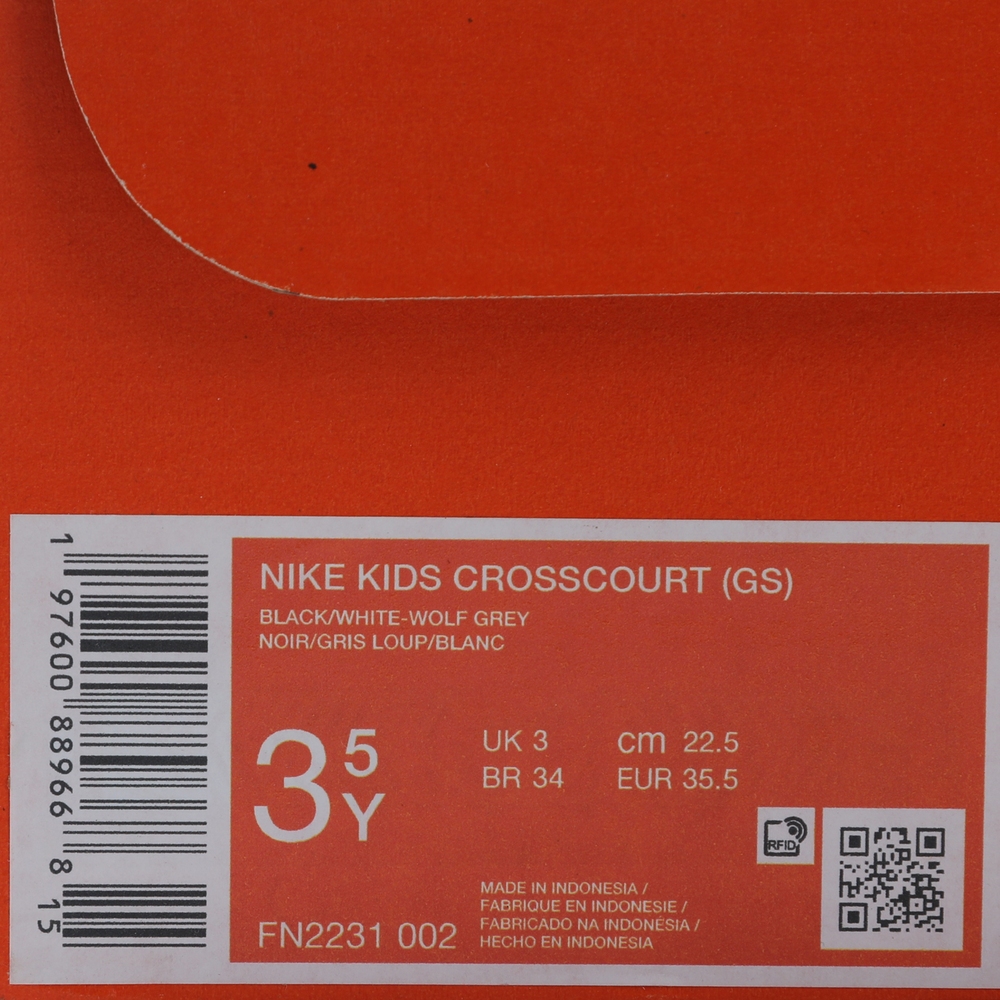 1 97600 88966 8 15
NIKE KIDS CROSSCOURT (GS)
BLACK/WHITE-WOLF GREY
NOIR/GRIS LOUP/BLANC
3 5 Y
UK 3 cm 22.5
BR 34 EUR 35.5
RFID
MADE IN INDONESIA /
FABRIQUE EN INDONESIE /
FABRICADO NA INDONÉSIA /
HECHO EN INDONESIA
FN2231 002